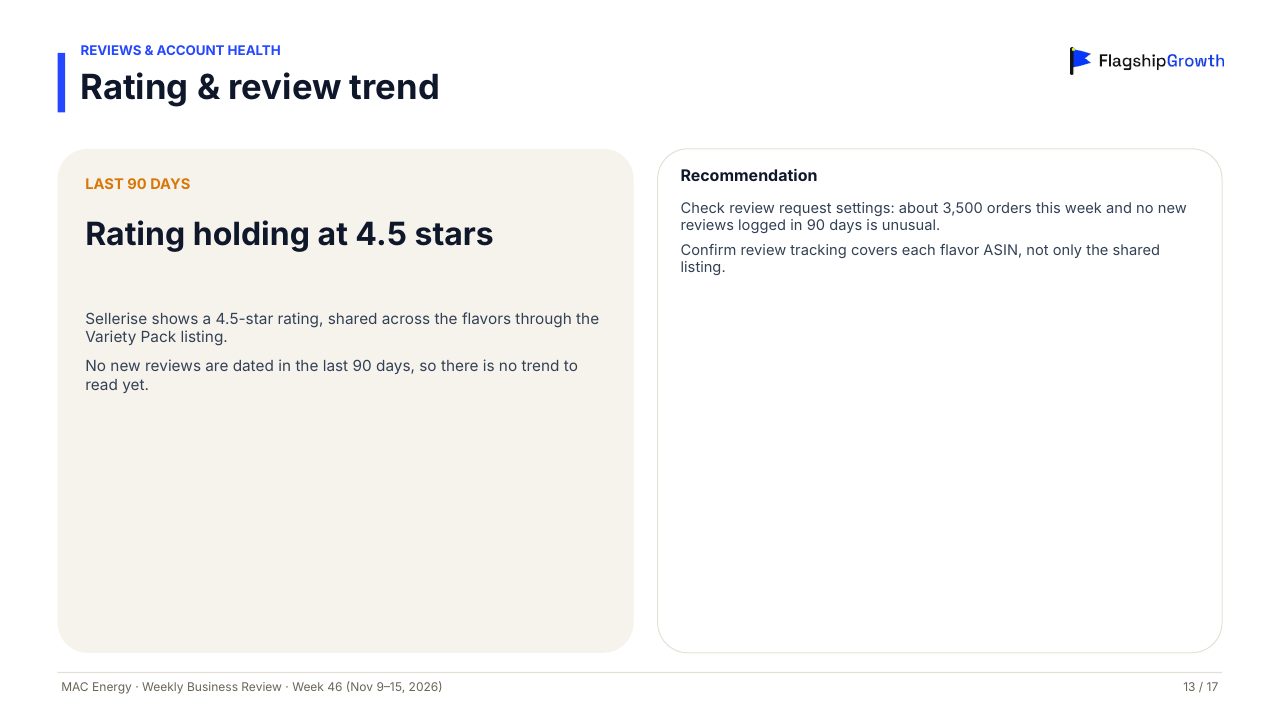 REVIEWS & ACCOUNT HEALTH
Rating & review trend
FlagshipGrowth
LAST 90 DAYS
Rating holding at 4.5 stars
Sellerise shows a 4.5-star rating, shared across the flavors through the
Variety Pack listing.
No new reviews are dated in the last 90 days, so there is no trend to
read yet.
Recommendation
Check review request settings: about 3,500 orders this week and no new
reviews logged in 90 days is unusual.
Confirm review tracking covers each flavor ASIN, not only the shared
listing.
MAC Energy · Weekly Business Review · Week 46 (Nov 9–15, 2026)
13 / 17